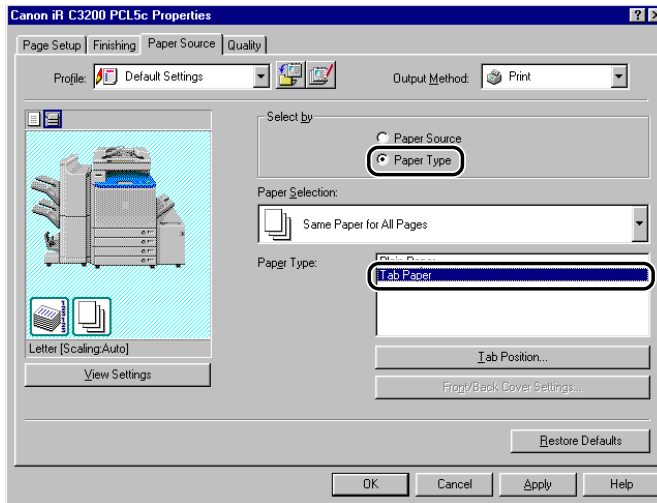 Canon iR C3200 PCL5c Properties
Page Setup
Finishing
Paper Source
Quality
Profile:
Default Settings
Output Method:
Print
Select by
Paper Source
Paper Type
Paper Selection:
Same Paper for All Pages
Paper Type:
Plain Paper
Tab Paper
Letter [Scaling:Auto]
View Settings
Tab Position...
Front/Back Cover Settings...
Restore Defaults
OK
Cancel
Apply
Help